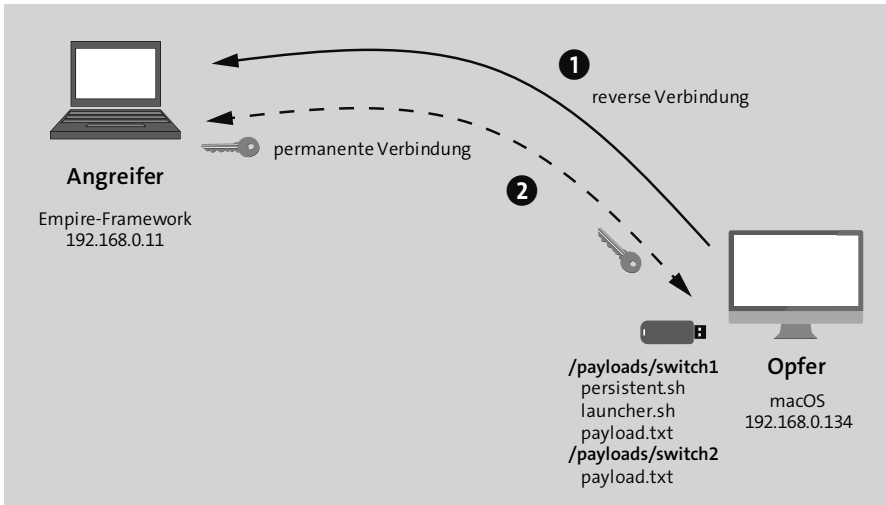 1
reverse Verbindung
permanente Verbindung
2
Angreifer
Empire-Framework
192.168.0.11
/payloads/switch1
persistent.sh
launcher.sh
payload.txt
/payloads/switch2
payload.txt
Opfer
macOS
192.168.0.134